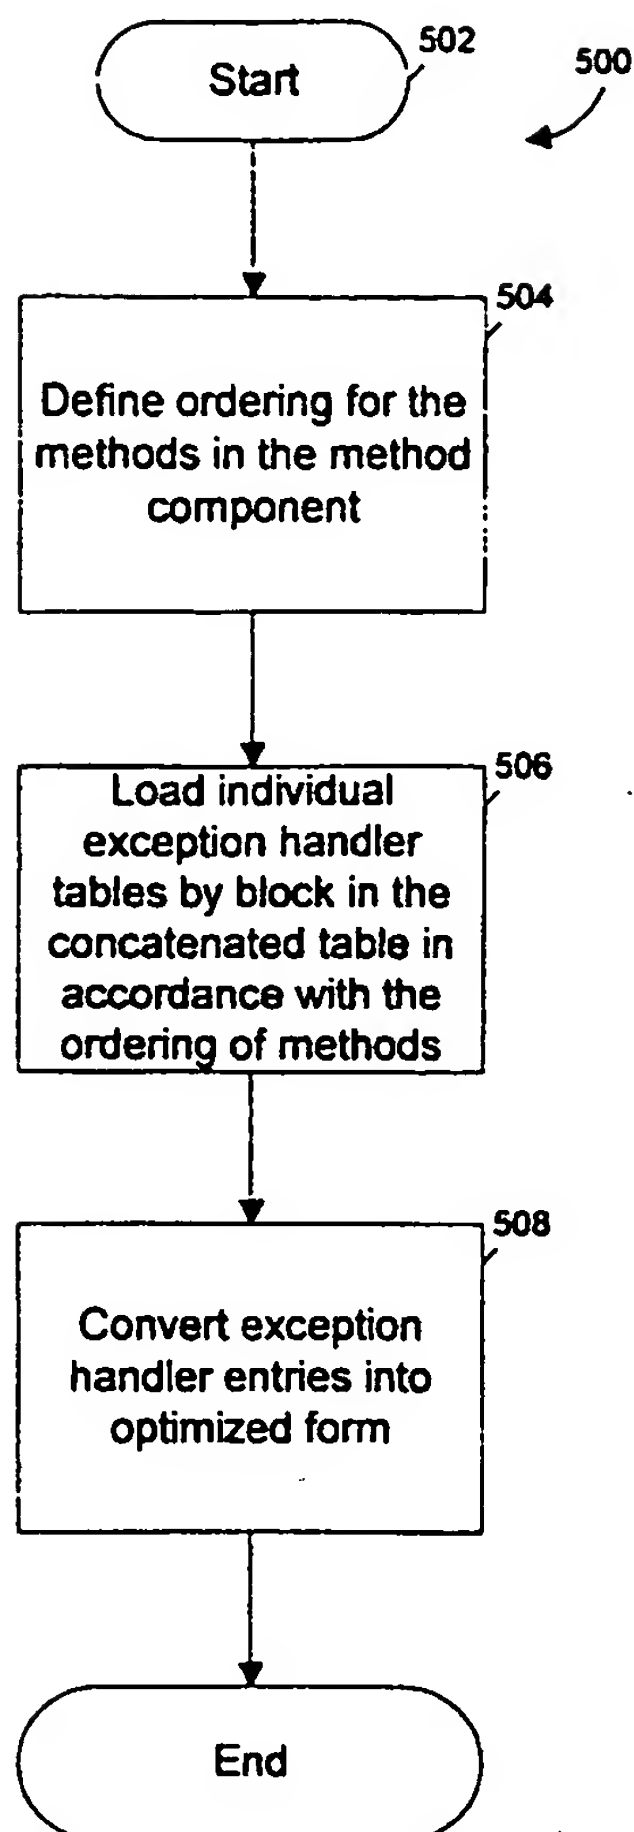 502
Start
500
504
Define ordering for the
methods in the method
component
506
Load individual
exception handler
tables by block in the
concatenated table in
accordance with the
ordering of methods
508
Convert exception
handler entries into
optimized form
End